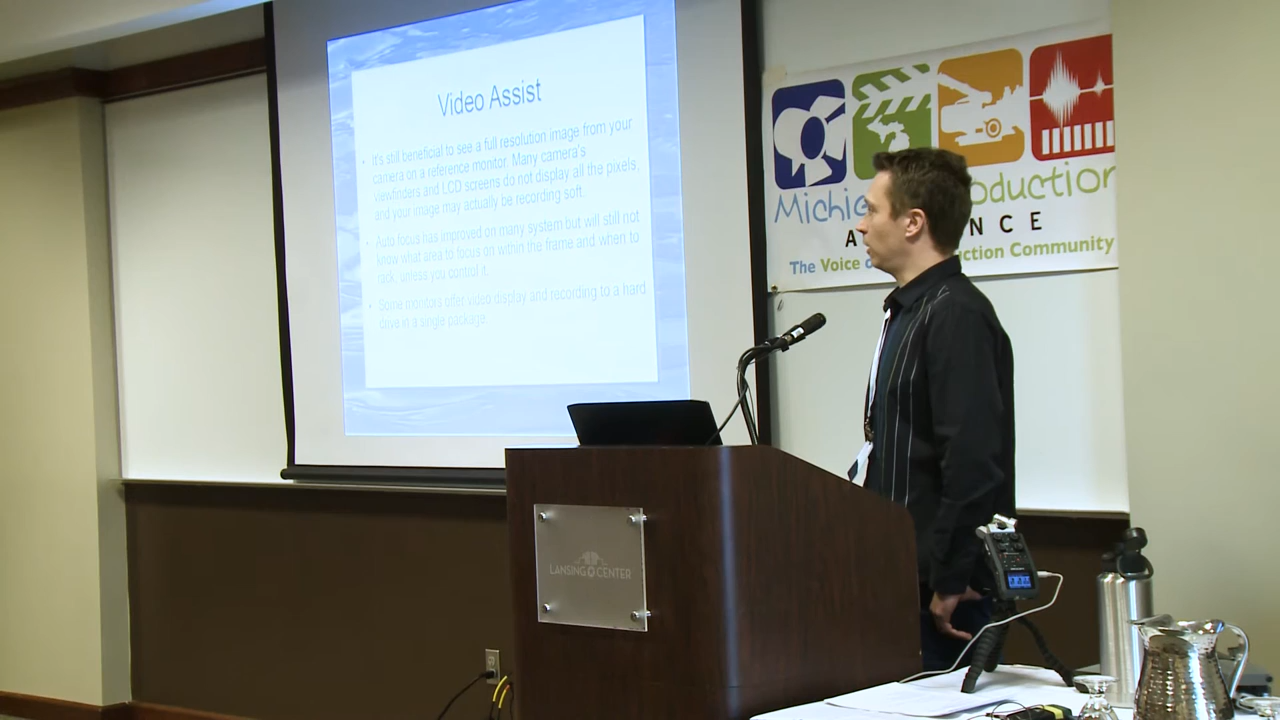 Video Assist
It's still beneficial to see a full resolution image from your
camera on a reference monitor. Many camera's
viewfinders and LCD screens do not display all the pixels,
and your image may actually be recording soft.
Auto focus has improved on many system but will still not
know what area to focus on within the frame and when to
rack, unless you control it.
Some monitors offer video display and recording to a hard
drive in a single package.
Michi oduction
A NCE
The Voice o uction Community
LANSING CENTER